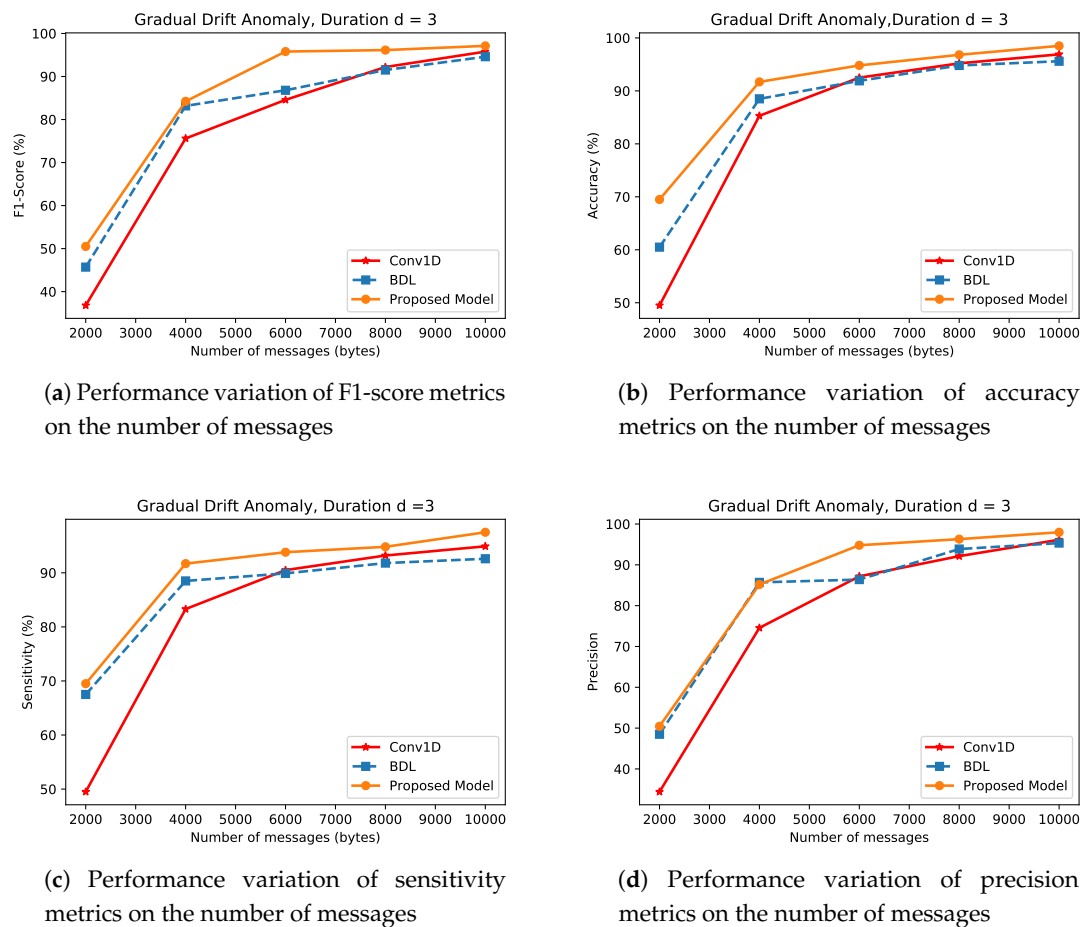 Gradual Drift Anomaly, Duration d = 3
100
90
80
70
60
50
40
F1-Score (%)
Conv1D
BDL
Proposed Model
2000 3000 4000 5000 6000 7000 8000 9000 10000
Number of messages (bytes)
(a) Performance variation of F1-score metrics
on the number of messages
Gradual Drift Anomaly,Duration d = 3
100
90
80
70
60
50
Accuracy (%)
Conv1D
BDL
Proposed Model
2000 3000 4000 5000 6000 7000 8000 9000 10000
Number of messages (bytes)
(b) Performance variation of accuracy
metrics on the number of messages
Gradual Drift Anomaly, Duration d =3
90
80
70
60
50
Sensitivity (%)
Conv1D
BDL
Proposed Model
2000 3000 4000 5000 6000 7000 8000 9000 10000
Number of messages (bytes)
(c) Performance variation of sensitivity
metrics on the number of messages
Gradual Drift Anomaly, Duration d = 3
100
90
80
70
60
50
40
Precision
Conv1D
BDL
Proposed Model
2000 3000 4000 5000 6000 7000 8000 9000 10000
Number of messages
(d) Performance variation of precision
metrics on the number of messages